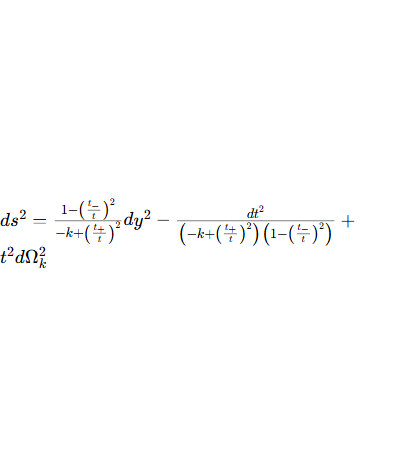 $ds^2 = \frac{1-\left(\frac{t_-}{t}\right)^2}{-k+\left(\frac{t_+}{t}\right)^2} dy^2 - \frac{dt^2}{\left(-k+\left(\frac{t_+}{t}\right)^2\right)\left(1-\left(\frac{t_-}{t}\right)^2\right)} +$
$t^2 d\Omega_k^2$